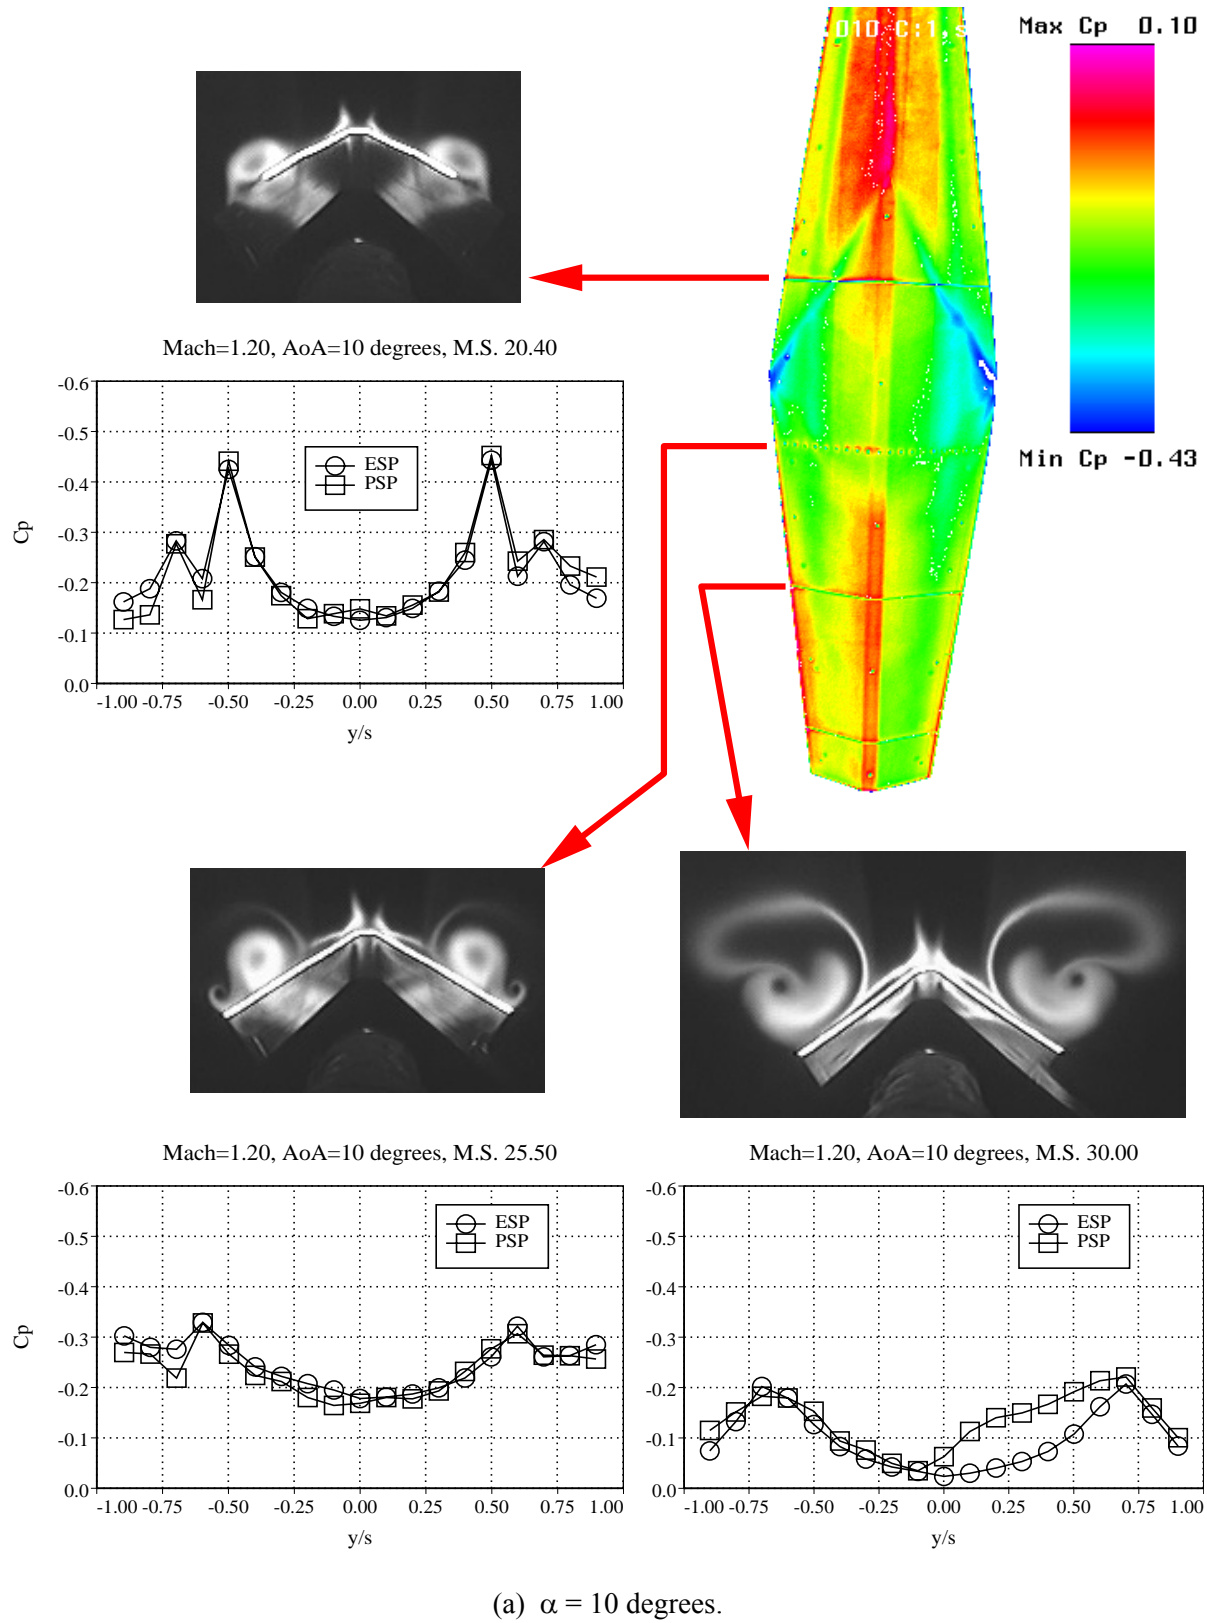 010 C:1,s
Max Cp 0.10
Min Cp -0.43
Mach=1.20, AoA=10 degrees, M.S. 20.40
-0.6
-0.5
-0.4
-0.3
-0.2
-0.1
0.0
Cp
ESP
PSP
-1.00 -0.75 -0.50 -0.25 0.00 0.25 0.50 0.75 1.00
y/s
Mach=1.20, AoA=10 degrees, M.S. 25.50
-0.6
-0.5
-0.4
-0.3
-0.2
-0.1
0.0
Cp
ESP
PSP
-1.00 -0.75 -0.50 -0.25 0.00 0.25 0.50 0.75 1.00
y/s
Mach=1.20, AoA=10 degrees, M.S. 30.00
-0.6
-0.5
-0.4
-0.3
-0.2
-0.1
0.0
ESP
PSP
-1.00 -0.75 -0.50 -0.25 0.00 0.25 0.50 0.75 1.00
y/s
(a) α = 10 degrees.